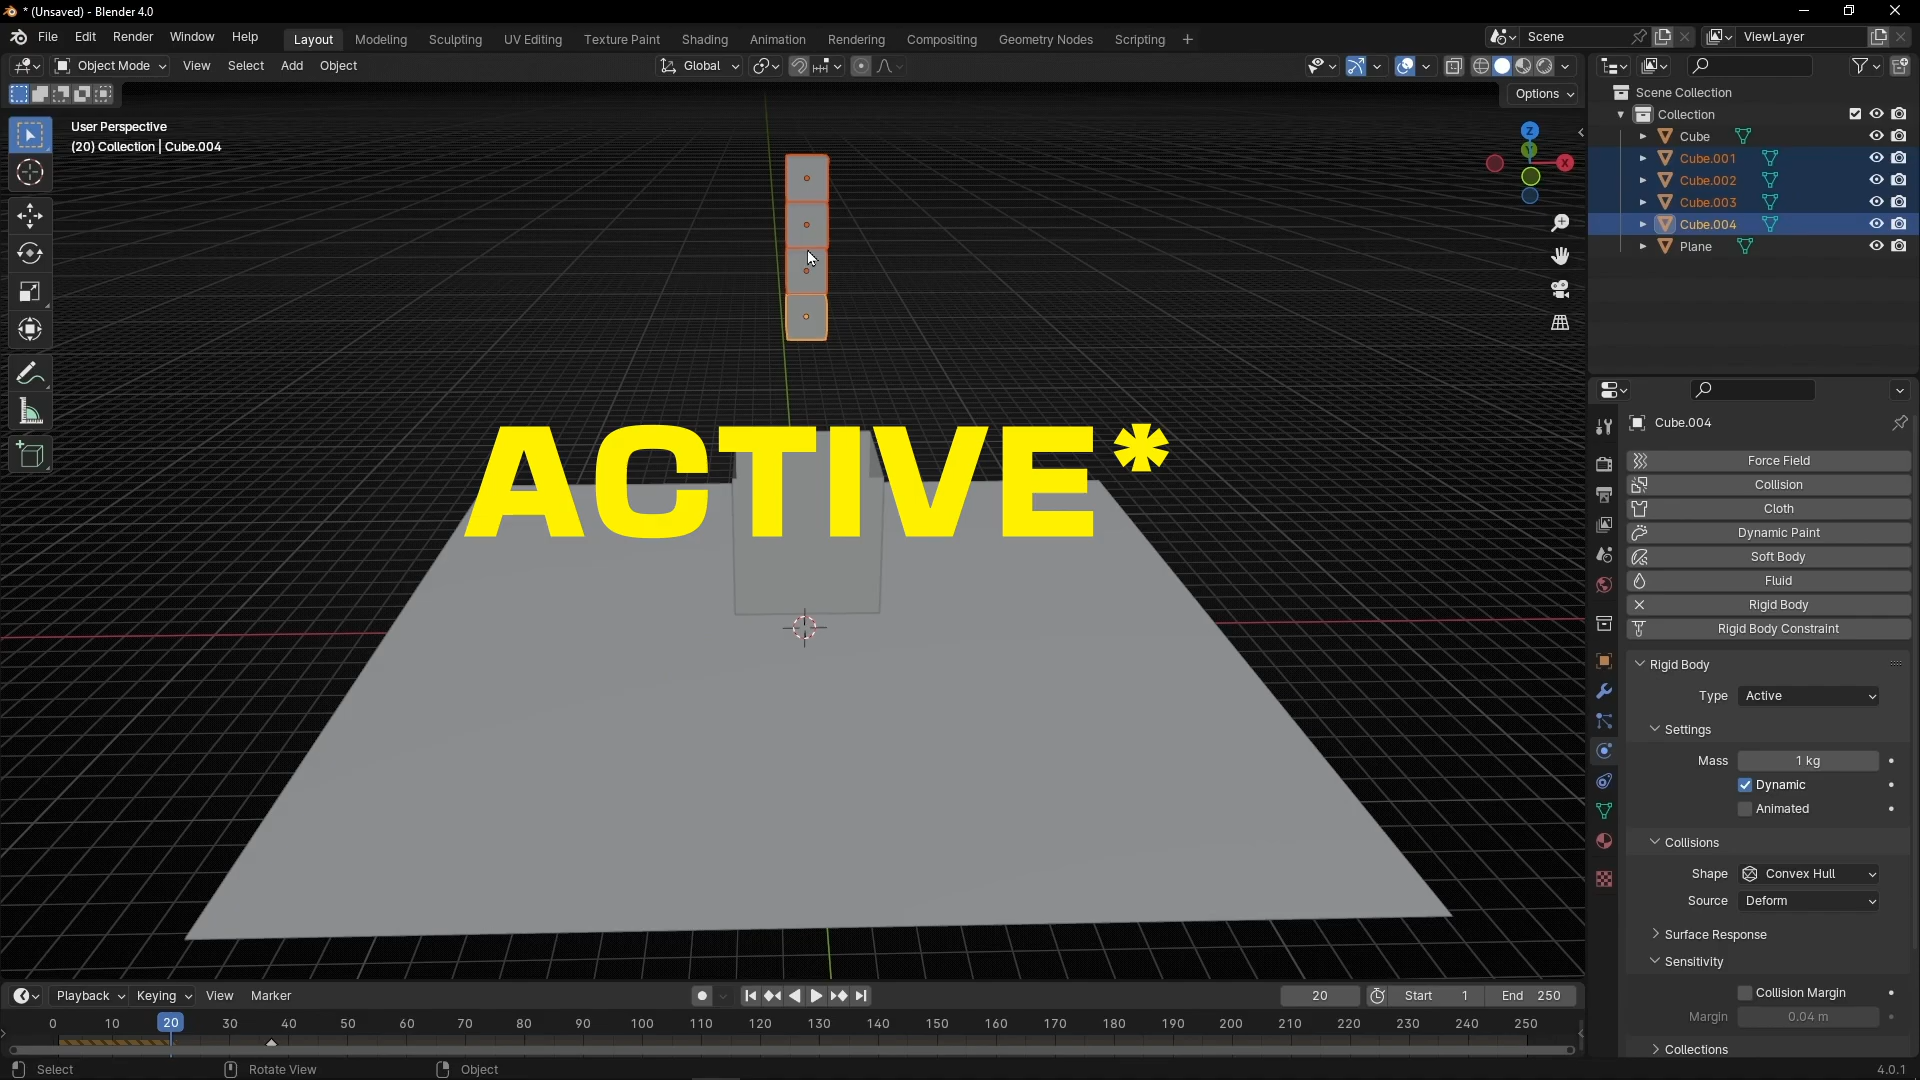 * (Unsaved) - Blender 4.0
File Edit Render Window Help
Layout Modeling Sculpting UV Editing Texture Paint Shading Animation Rendering Compositing Geometry Nodes Scripting +
Scene
ViewLayer
Object Mode View Select Add Object
Global
Options
User Perspective
(20) Collection | Cube.004
Z
Y
X
ACTIVE*
Scene Collection
Collection
Cube
Cube.001
Cube.002
Cube.003
Cube.004
Plane
Cube.004
Force Field
Collision
Cloth
Dynamic Paint
Soft Body
Fluid
Rigid Body
Rigid Body Constraint
Rigid Body
Type Active
Settings
Mass 1 kg
Dynamic
Animated
Collisions
Shape Convex Hull
Source Deform
Surface Response
Sensitivity
Collision Margin
Margin 0.04 m
Collections
Playback Keying View Marker
20 Start 1 End 250
0 10 20 30 40 50 60 70 80 90 100 110 120 130 140 150 160 170 180 190 200 210 220 230 240 250
Select Rotate View Object
4.0.1